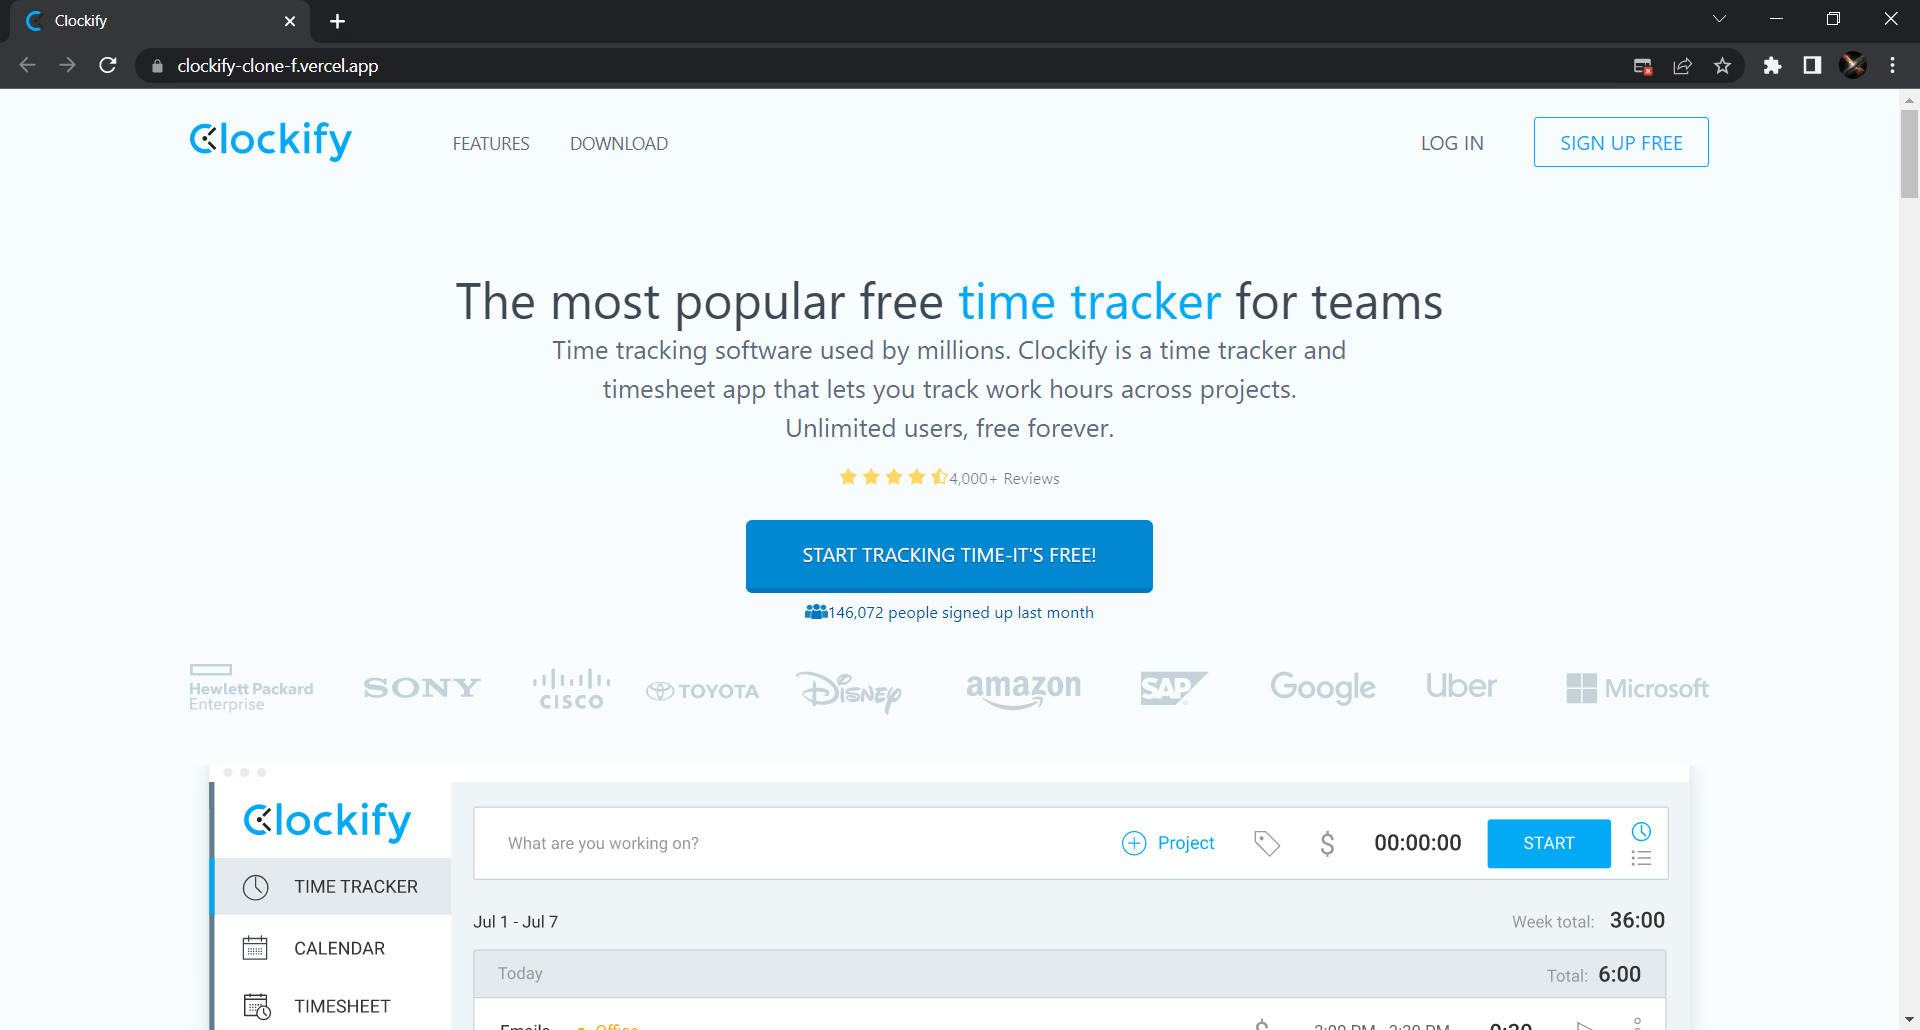 Clockify
clockify-clone-f.vercel.app
Clockify
FEATURES
DOWNLOAD
LOG IN
SIGN UP FREE
The most popular free time tracker for teams
Time tracking software used by millions. Clockify is a time tracker and
timesheet app that lets you track work hours across projects.
Unlimited users, free forever.
4,000+ Reviews
START TRACKING TIME-IT'S FREE!
146,072 people signed up last month
Hewlett Packard
Enterprise
SONY
CISCO
TOYOTA
Disney
amazon
SAP
Google
Uber
Microsoft
Clockify
What are you working on?
Project
$
00:00:00
START
TIME TRACKER
Jul 1 - Jul 7
Week total: 36:00
CALENDAR
Today
Total: 6:00
TIMESHEET
Emails
Office